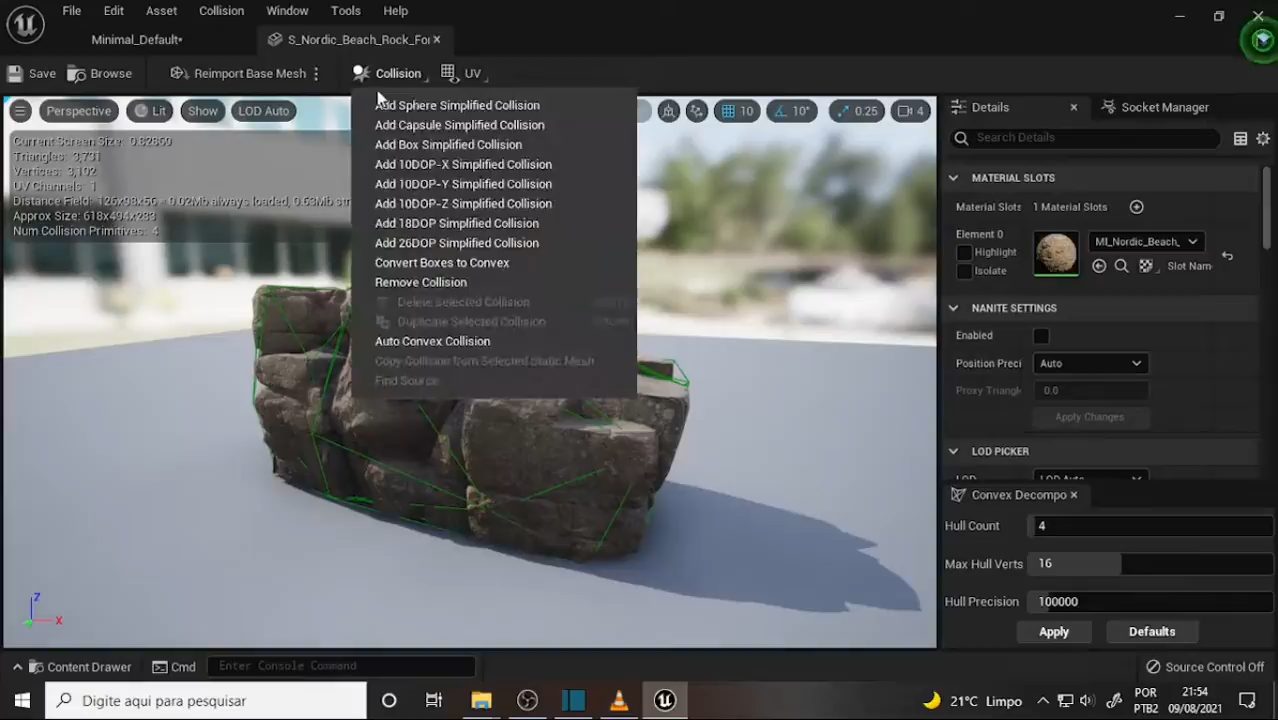 File Edit Asset Collision Window Tools Help
Minimal_Default•
S_Nordic_Beach_Rock_For
Save Browse Reimport Base Mesh Collision UV
Perspective Lit Show LOD Auto
10 10° 0.25 4
Current Screen Size: 0.82869
Triangles: 3,731
Vertices: 3,192
UV Channels: 1
Distance Field: 126x98x56 = 0.02Mb always loaded, 0.63Mb str
Approx Size: 618x494x283
Num Collision Primitives: 4
Add Sphere Simplified Collision
Add Capsule Simplified Collision
Add Box Simplified Collision
Add 10DOP-X Simplified Collision
Add 10DOP-Y Simplified Collision
Add 10DOP-Z Simplified Collision
Add 18DOP Simplified Collision
Add 26DOP Simplified Collision
Convert Boxes to Convex
Remove Collision
Delete Selected Collision
Duplicate Selected Collision
Auto Convex Collision
Copy Collision from Selected Static Mesh
Find Source
Details Socket Manager
Search Details
MATERIAL SLOTS
Material Slots 1 Material Slots
Element 0
Highlight
Isolate
MI_Nordic_Beach_
Slot Nam
NANITE SETTINGS
Enabled
Position Preci Auto
Proxy Triangl 0.0
Apply Changes
LOD PICKER
LOD LOD Auto
Convex Decompo
Hull Count 4
Max Hull Verts 16
Hull Precision 100000
Apply Defaults
Z
X
Content Drawer Cmd Enter Console Command Source Control Off
Digite aqui para pesquisar
21°C Limpo
POR
PTB2
21:54
09/08/2021